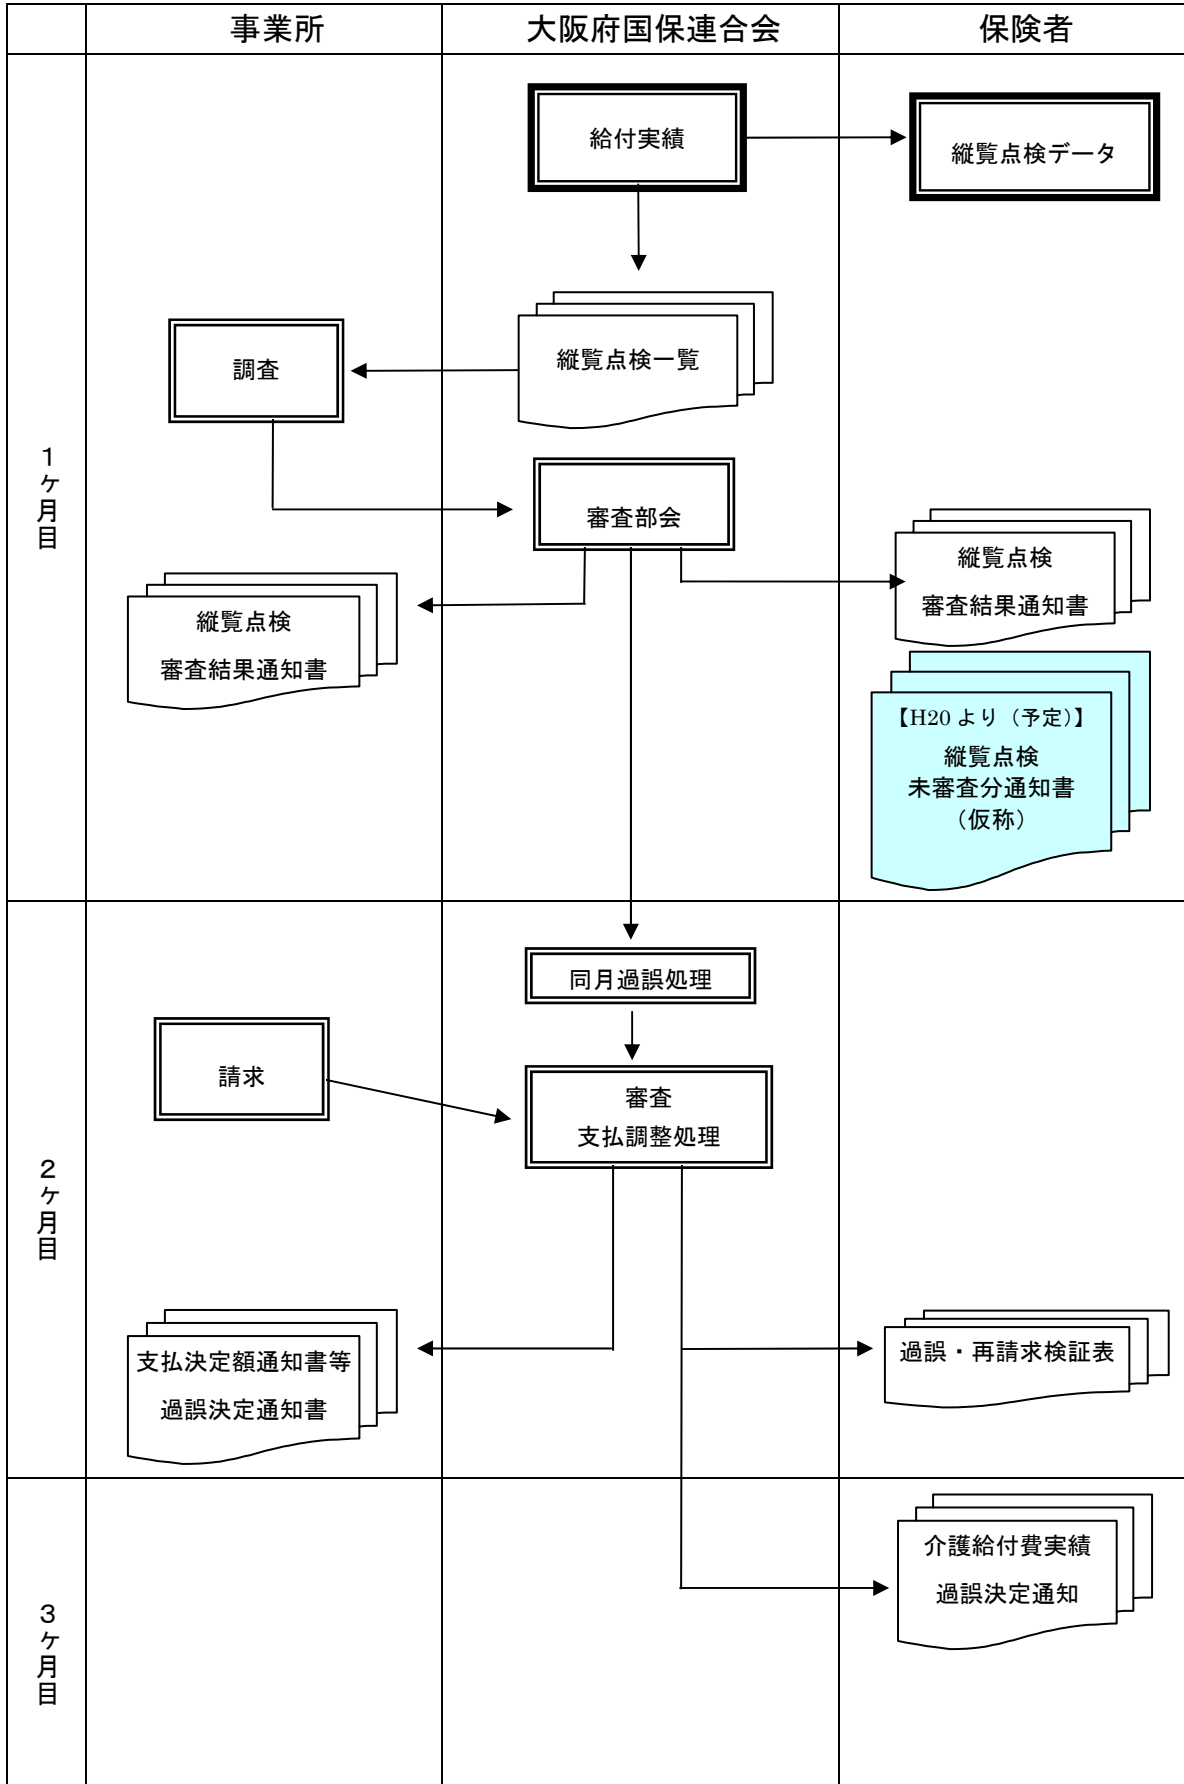 事業所
大阪府国保連合会
保険者
１ヶ月目
給付実績
縦覧点検データ
縦覧点検一覧
調査
審査部会
縦覧点検
審査結果通知書
縦覧点検
審査結果通知書
【H20 より（予定）】
縦覧点検
未審査分通知書
（仮称）
２ヶ月目
同月過誤処理
請求
審査
支払調整処理
支払決定額通知書等
過誤決定通知書
過誤・再請求検証表
３ヶ月目
介護給付費実績
過誤決定通知